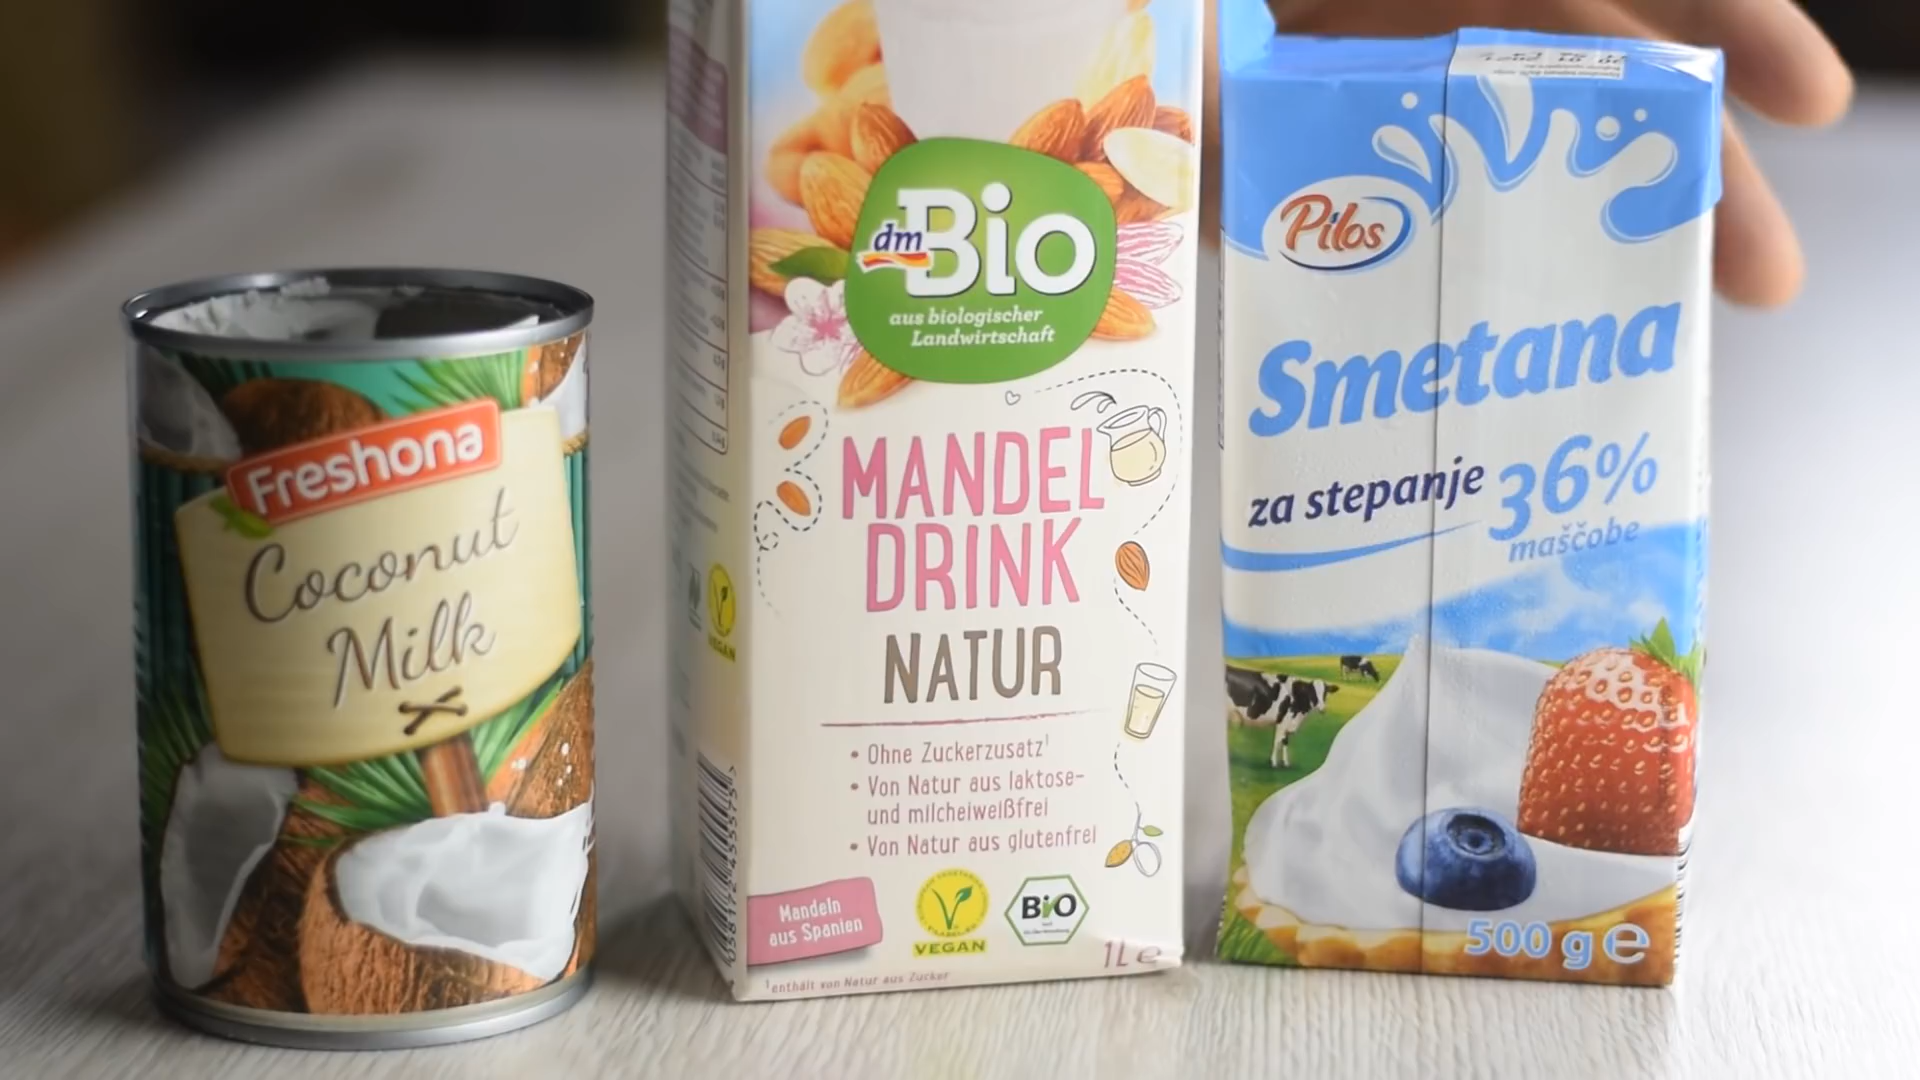 Freshona
Coconut
Milk
dmBio
aus biologischer
Landwirtschaft
MANDEL
DRINK
NATUR
• Ohne Zuckerzusatz¹
• Von Natur aus laktose-
und milcheiweißfrei
• Von Natur aus glutenfrei
Mandeln
aus Spanien
VEGAN
BiO
1L e
¹enthält von Natur aus Zucker
VEGAN
Pilos
Smetana
za stepanje 36%
maščobe
500 g e